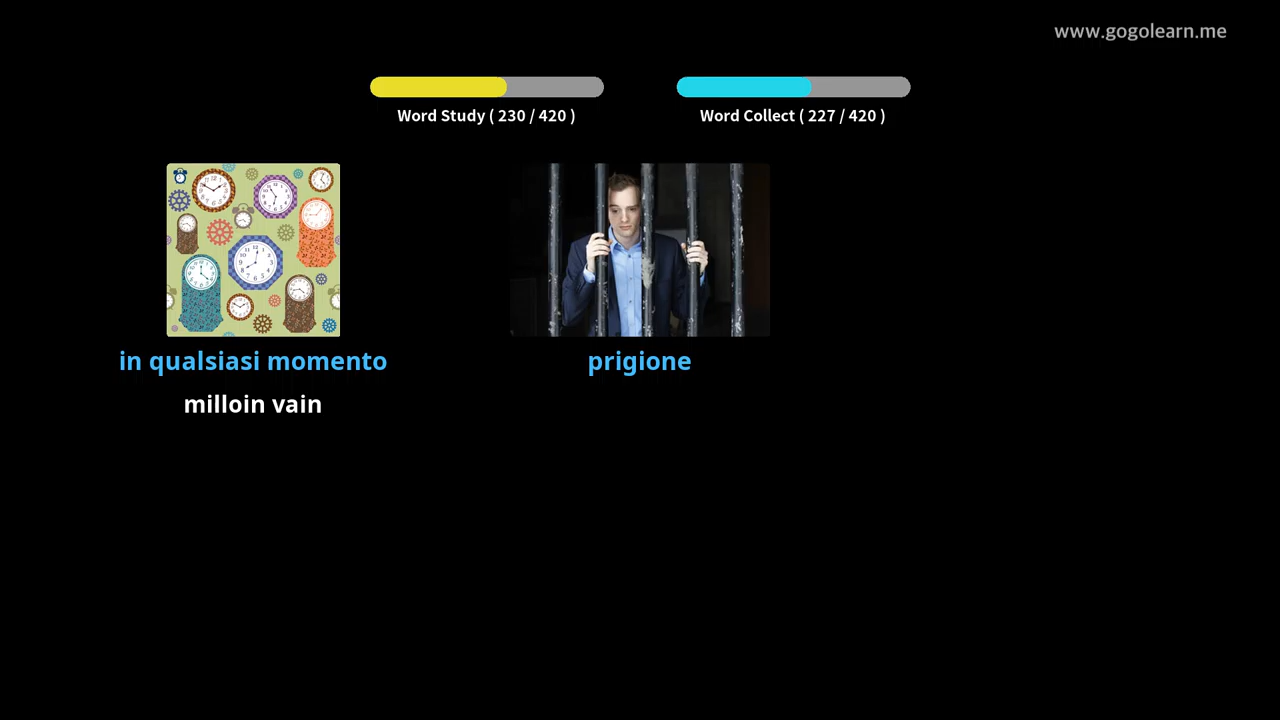 www.gogolearn.me
Word Study ( 230 / 420 )
Word Collect ( 227 / 420 )
in qualsiasi momento
prigione
milloin vain